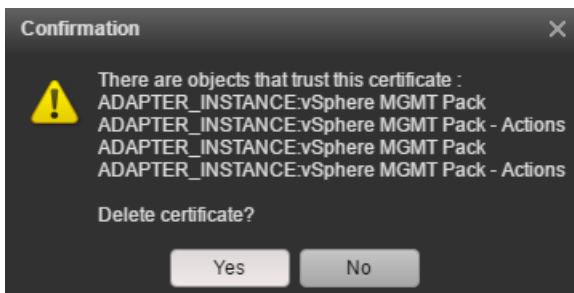 Confirmation
There are objects that trust this certificate :
ADAPTER_INSTANCE:vSphere MGMT Pack
ADAPTER_INSTANCE:vSphere MGMT Pack - Actions
ADAPTER_INSTANCE:vSphere MGMT Pack
ADAPTER_INSTANCE:vSphere MGMT Pack - Actions
Delete certificate?
Yes
No